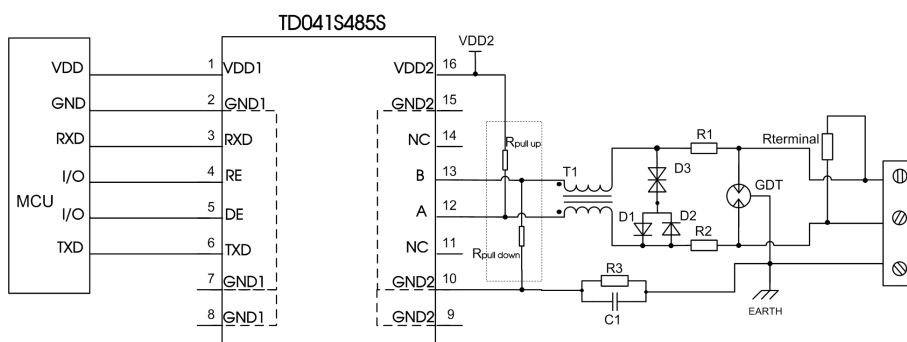 TD041S485S
VDD2
MCU
VDD 1 VDD1 VDD2 16
GND 2 GND1 GND2 15
RXD 3 RXD NC 14
I/O 4 RE B 13
I/O 5 DE A 12
TXD 6 TXD NC 11
7 GND1 GND2 10
8 GND1 GND2 9
Rpull up
Rpull down
T1
D3
D1
D2
R1
R2
GDT
Rterminal
R3
C1
EARTH